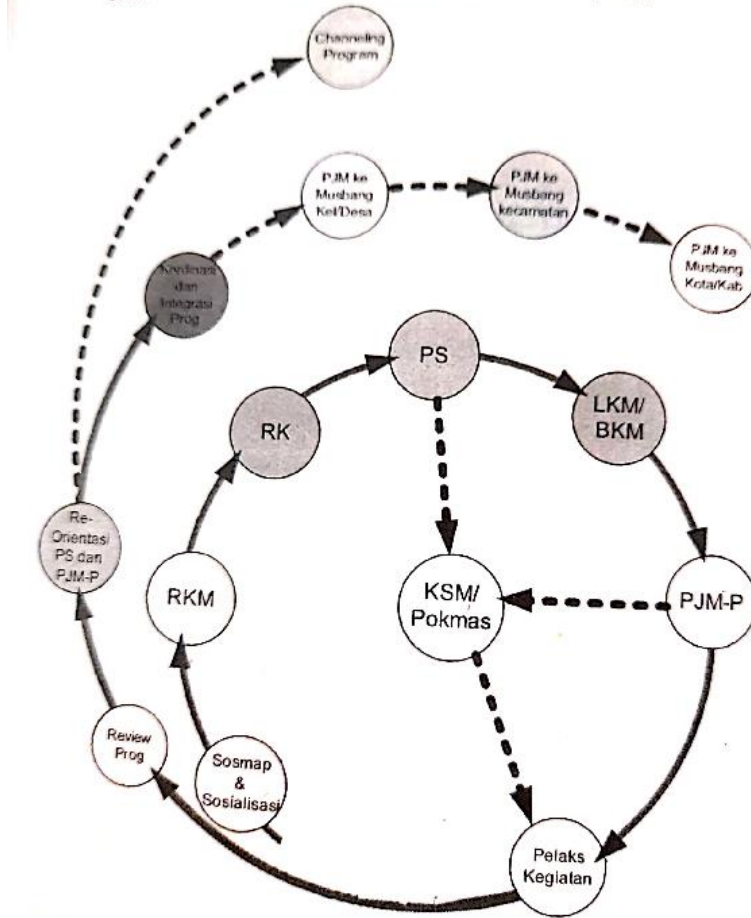 Channeling
Program
PJM ke
Musbang
Kel/Desa
PJM ke
Musbang
kecamatan
PJM ke
Musbang
Kota/Kab
Kordinasi
dan
Integrasi
Prog
PS
LKM/
BKM
RK
Re-
Orientasi
PS dan
PJM-P
RKM
KSM/
Pokmas
PJM-P
Review
Prog
Sosmap
&
Sosialisasi
Pelaks
Kegiatan